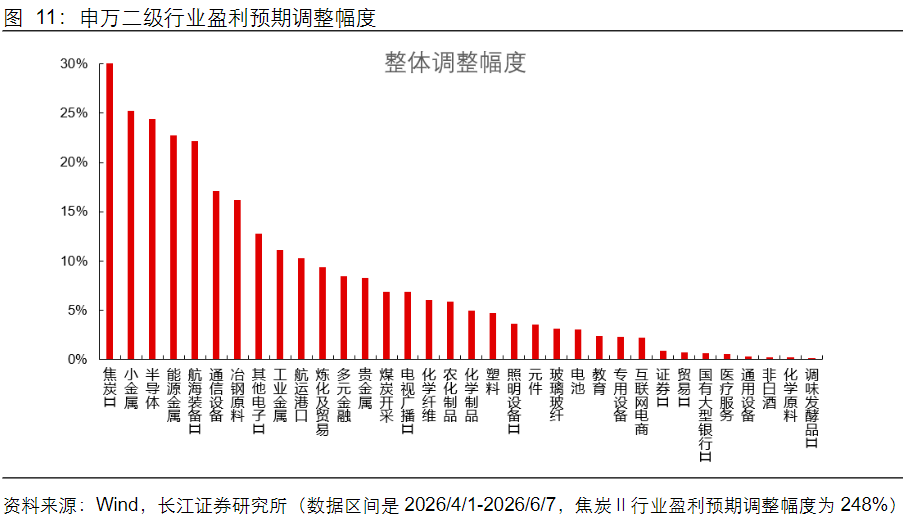 图 11：申万二级行业盈利预期调整幅度
整体调整幅度
30%
25%
20%
15%
10%
5%
0%
焦炭Ⅱ
小金属
半导体
能源金属
航海装备Ⅱ
通信设备
冶钢原料
其他电子Ⅱ
工业金属
航运港口
炼化及贸易
多元金融
贵金属
煤炭开采
电视广播Ⅱ
化学纤维
农化制品
化学制品
塑料
照明设备Ⅱ
元件
玻璃玻纤
电池
教育
专用设备
互联网电商
证券Ⅱ
贸易Ⅱ
国有大型银行Ⅱ
医疗服务
通用设备
非白酒
化学原料
调味发酵品Ⅱ
资料来源：Wind，长江证券研究所（数据区间是 2026/4/1-2026/6/7，焦炭Ⅱ行业盈利预期调整幅度为 248%）